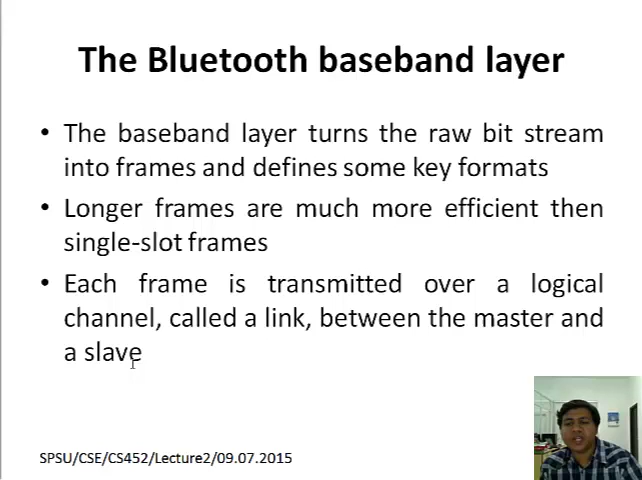 The Bluetooth baseband layer
• The baseband layer turns the raw bit stream
into frames and defines some key formats
• Longer frames are much more efficient then
single-slot frames
• Each frame is transmitted over a logical
channel, called a link, between the master and
a slave
SPSU/CSE/CS452/Lecture2/09.07.2015